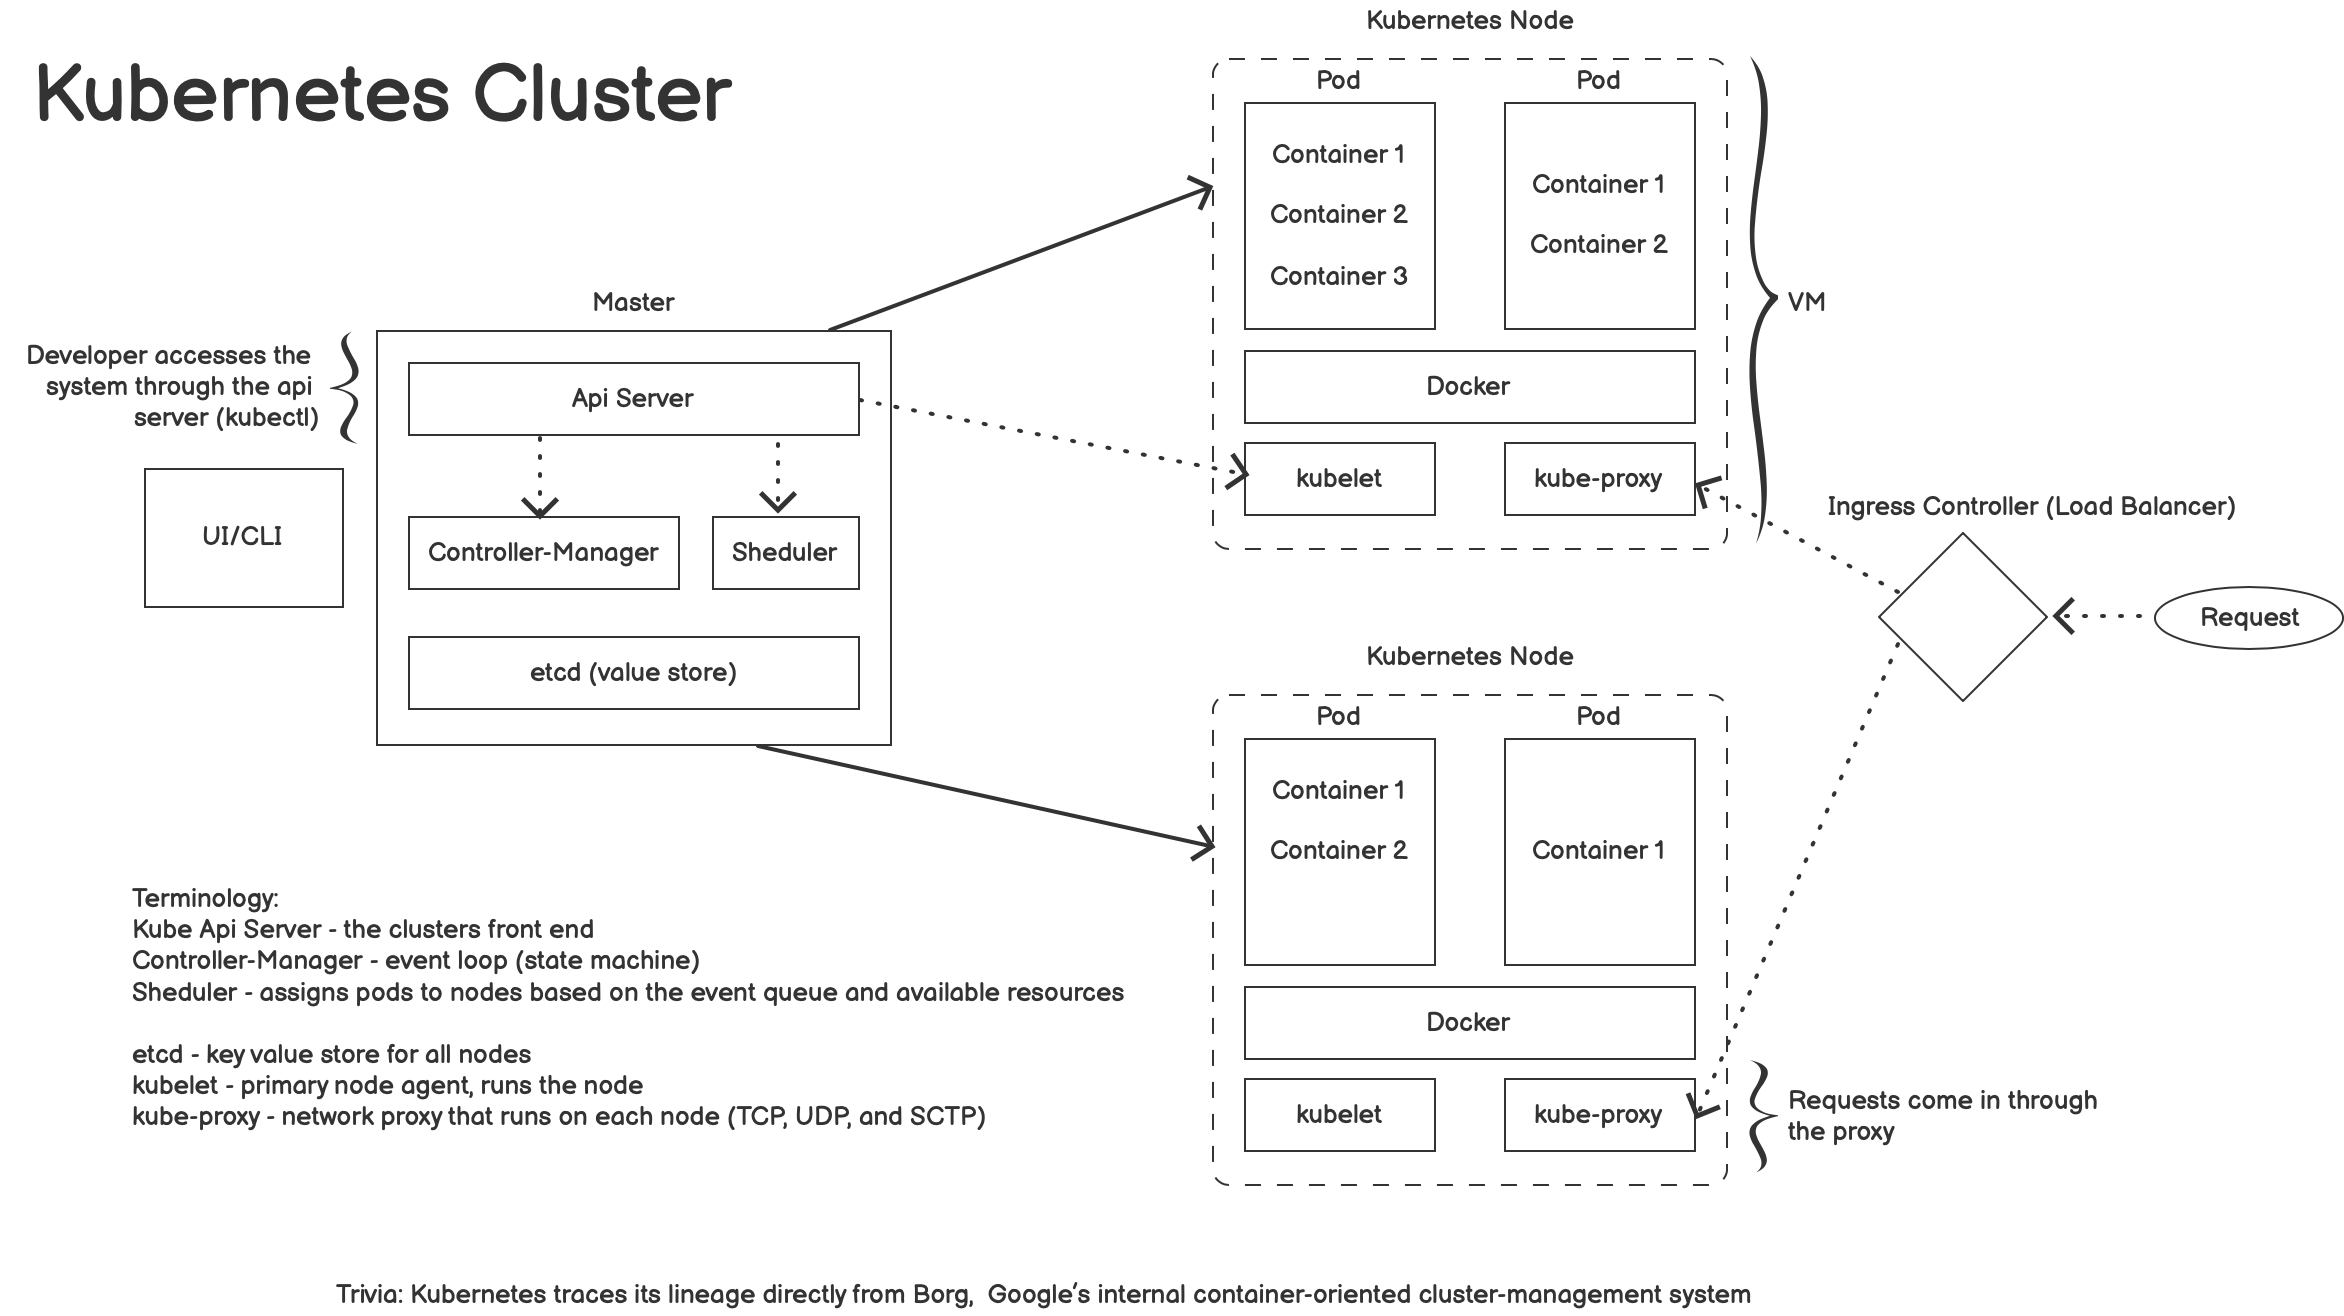 Kubernetes Cluster
Master
Developer accesses the
system through the api
server (kubectl)
UI/CLI
Api Server
Controller-Manager
Sheduler
etcd (value store)
Kubernetes Node
Pod
Container 1
Container 2
Container 3
Pod
Container 1
Container 2
Docker
kubelet
kube-proxy
VM
Ingress Controller (Load Balancer)
Request
Kubernetes Node
Pod
Container 1
Container 2
Pod
Container 1
Docker
kubelet
kube-proxy
Requests come in through
the proxy
Terminology:
Kube Api Server - the clusters front end
Controller-Manager - event loop (state machine)
Sheduler - assigns pods to nodes based on the event queue and available resources
etcd - key value store for all nodes
kubelet - primary node agent, runs the node
kube-proxy - network proxy that runs on each node (TCP, UDP, and SCTP)
Trivia: Kubernetes traces its lineage directly from Borg,  Google's internal container-oriented cluster-management system